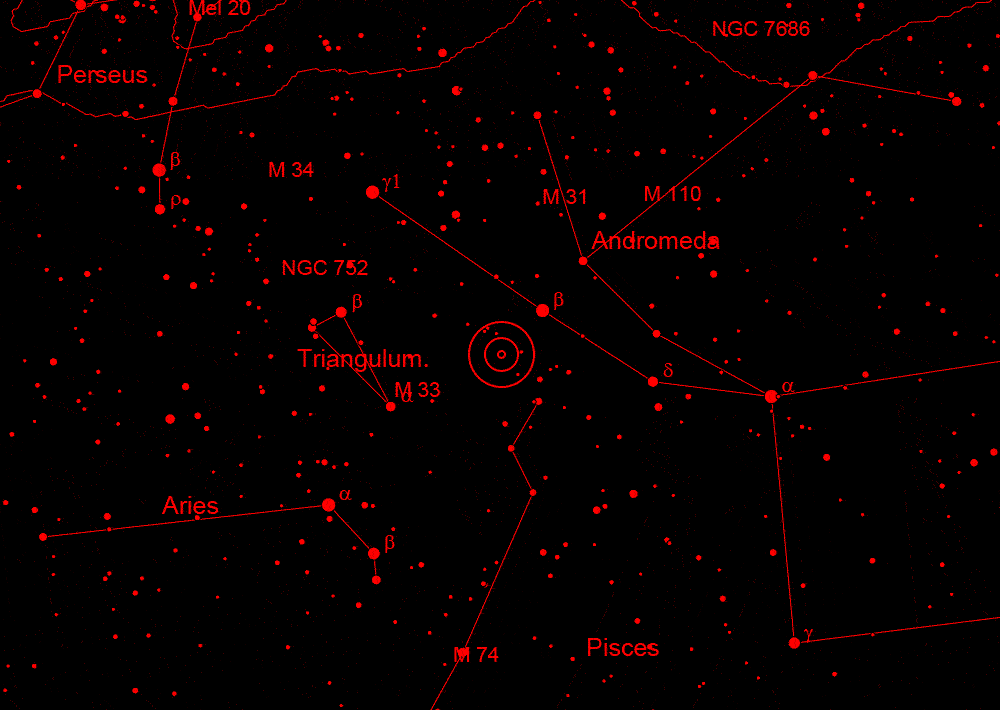 Mel 20
NGC 7686
Perseus
β
M 34
γ1
ρ
M 31
M 110
Andromeda
NGC 752
β
β
Triangulum.
δ
α
M 33
α
Aries
α
β
γ
M 74
Pisces